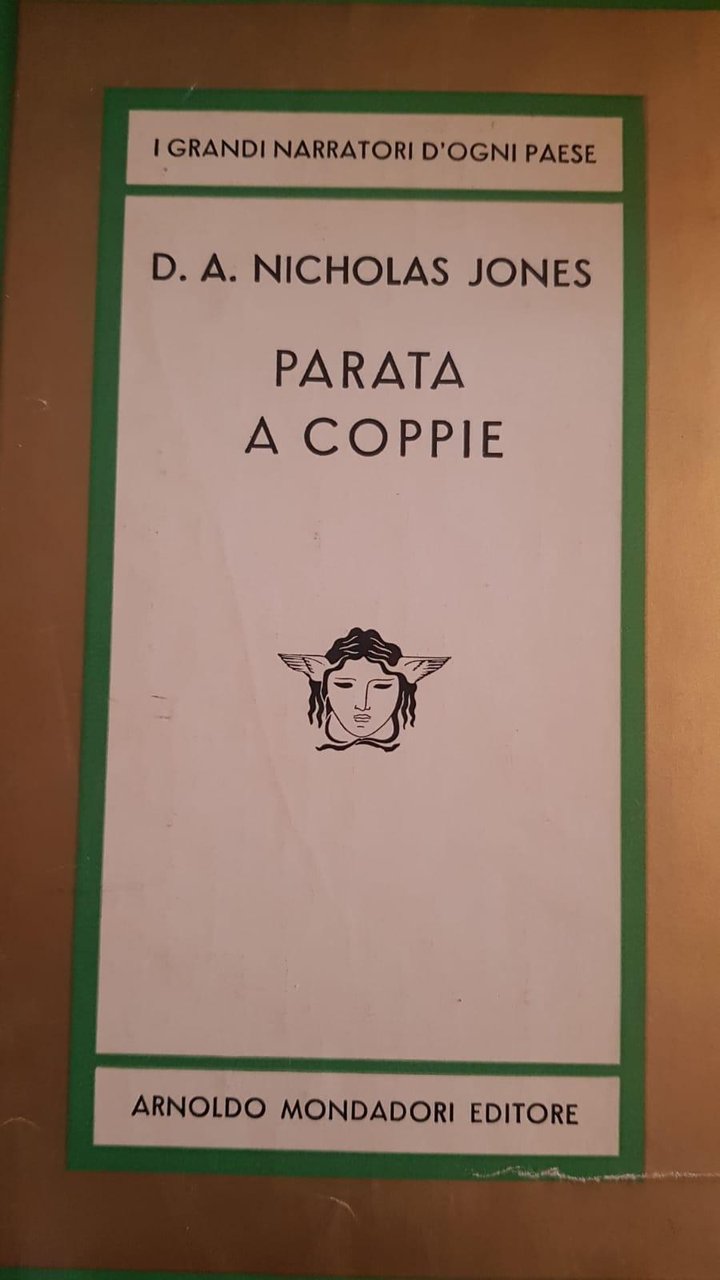 I GRANDI NARRATORI D'OGNI PAESE
D. A. NICHOLAS JONES
PARATA
A COPPIE
ARNOLDO MONDADORI EDITORE